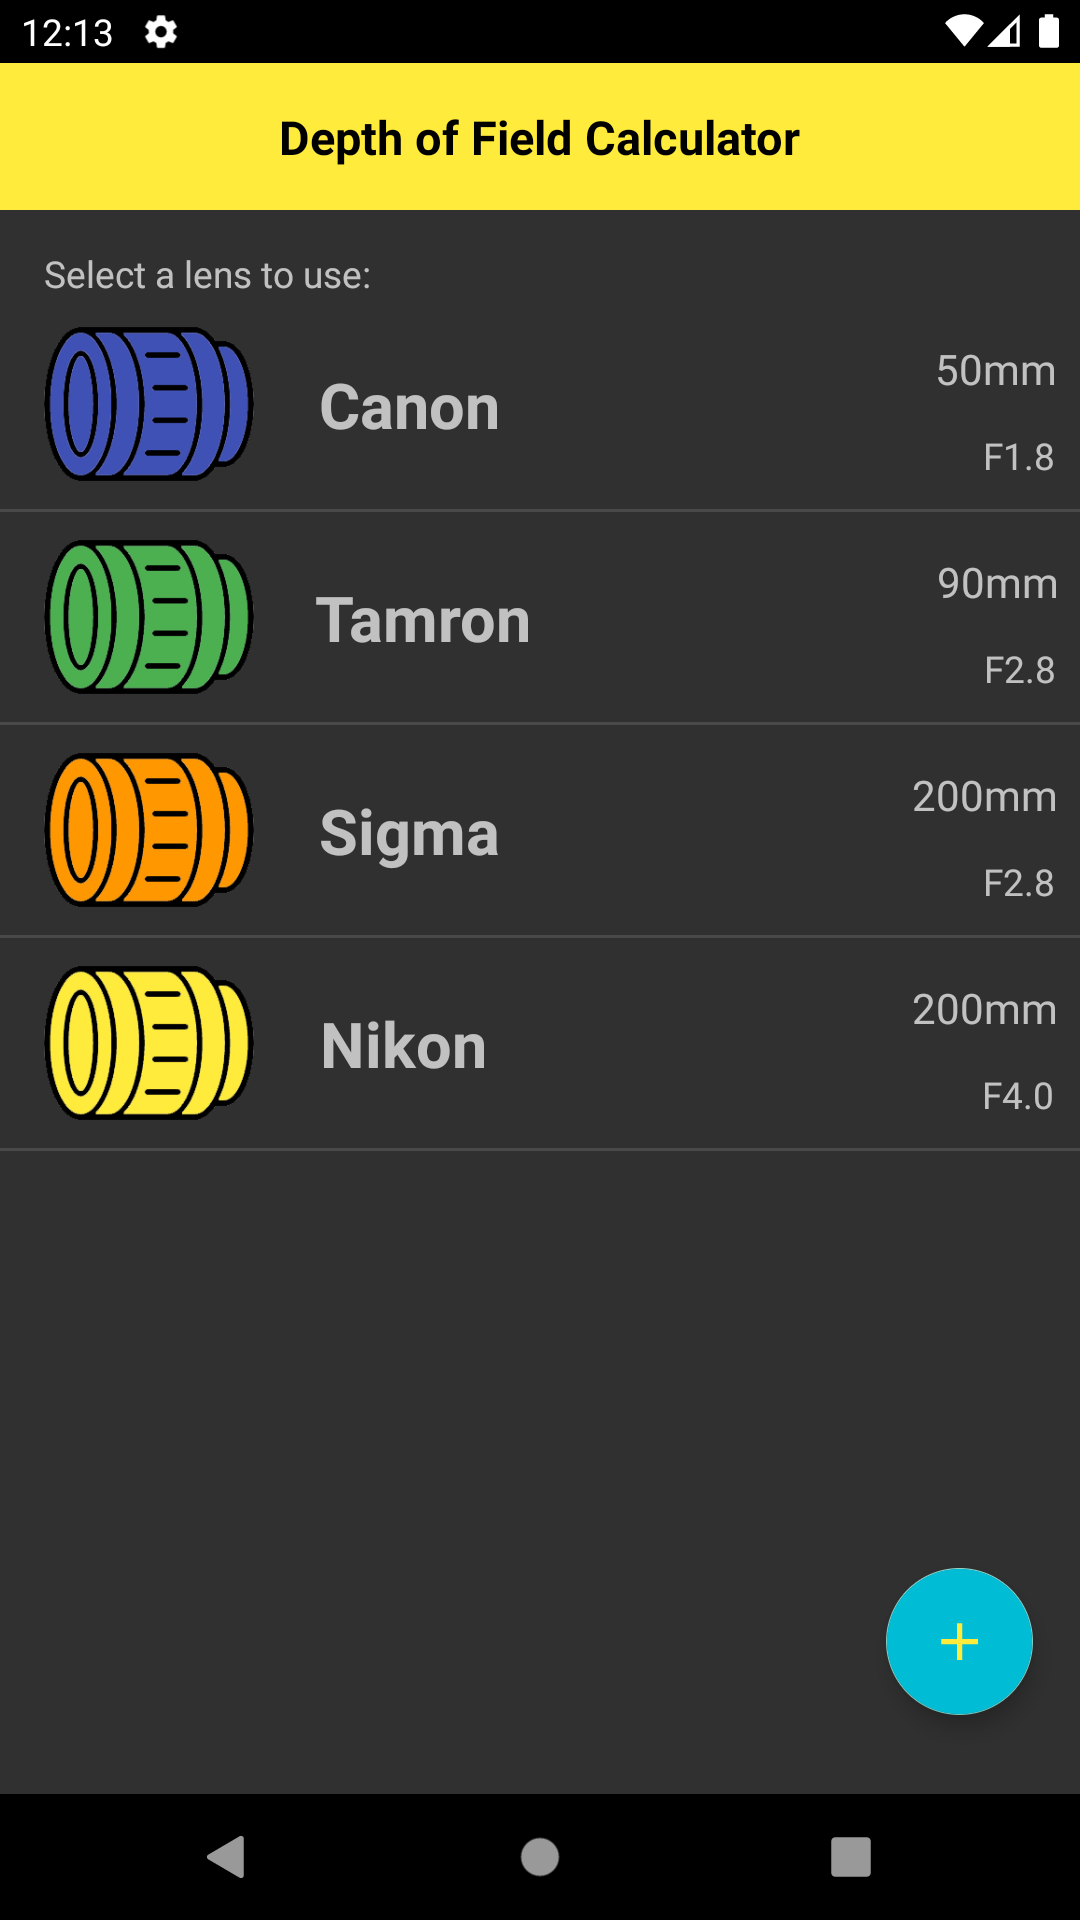 12:13
Depth of Field Calculator
Select a lens to use:
Canon
50mm
F1.8
Tamron
90mm
F2.8
Sigma
200mm
F2.8
Nikon
200mm
F4.0
+